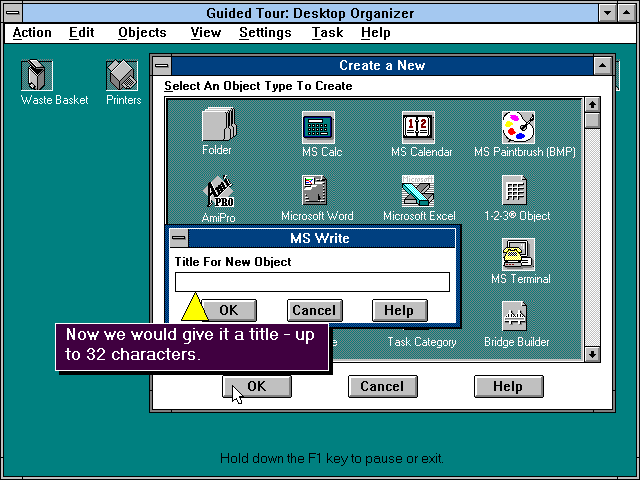 Guided Tour: Desktop Organizer
Action Edit Objects View Settings Task Help
Waste Basket
Printers
Create a New
Select An Object Type To Create
Folder
MS Calc
MS Calendar
MS Paintbrush (BMP)
AmiPro
Microsoft Word
Microsoft Excel
1-2-3® Object
MS Write
Title For New Object
OK Cancel Help
MS Terminal
Task Category
Bridge Builder
Now we would give it a title - up
to 32 characters.
OK Cancel Help
Hold down the F1 key to pause or exit.